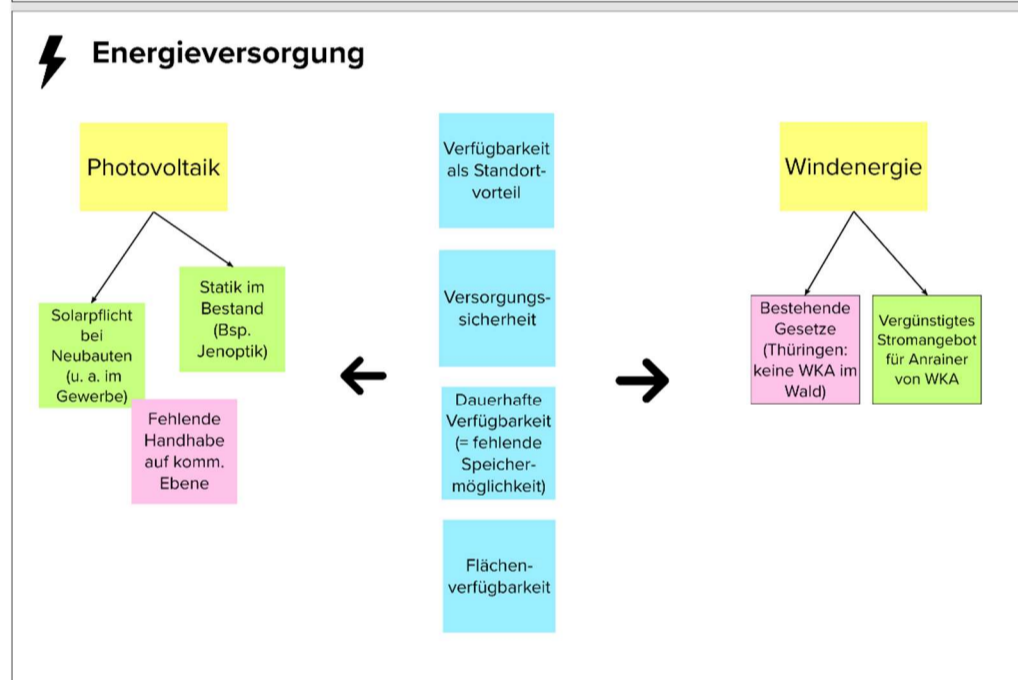 Energieversorgung
Photovoltaik
Solarpflicht
bei
Neubauten
(u. a. im
Gewerbe)
Statik im
Bestand
(Bsp.
Jenoptik)
Fehlende
Handhabe
auf komm.
Ebene
Verfügbarkeit
als Standort-
vorteil
Versorgungs-
sicherheit
Dauerhafte
Verfügbarkeit
(= fehlende
Speicher-
möglichkeit)
Flächen-
verfügbarkeit
Windenergie
Bestehende
Gesetze
(Thüringen:
keine WKA im
Wald)
Vergünstigtes
Stromangebot
für Anrainer
von WKA